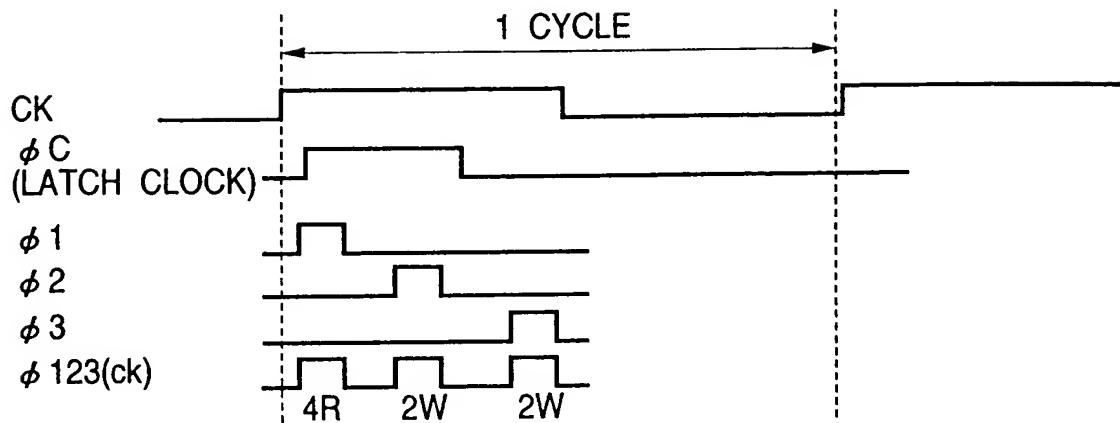 1 CYCLE
CK
φC
(LATCH CLOCK)
φ1
φ2
φ3
φ123(ck)
4R 2W 2W